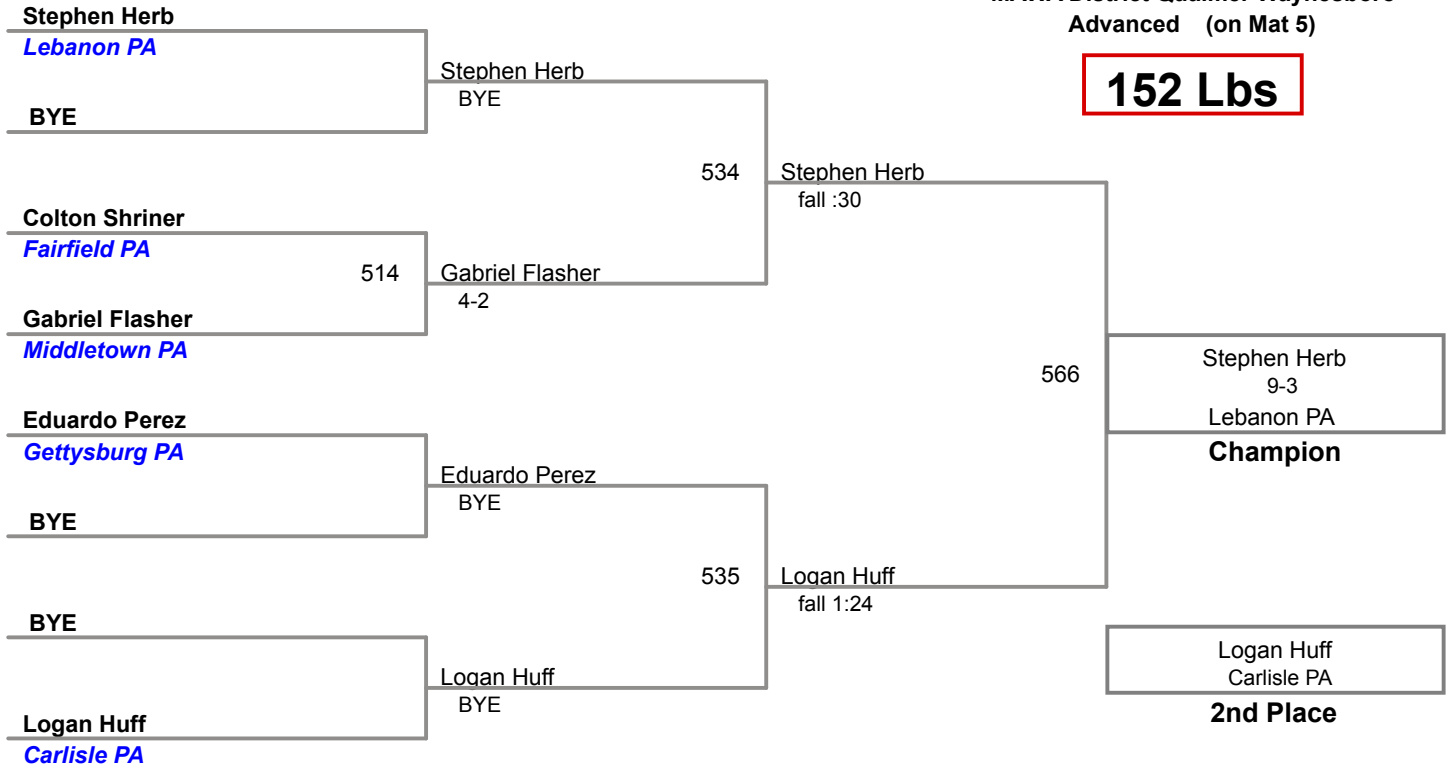 Stephen Herb
Lebanon PA
BYE
Stephen Herb
BYE
Advanced (on Mat 5)
152 Lbs
534
Stephen Herb
fall :30
Colton Shriner
Fairfield PA
514
Gabriel Flasher
4-2
Gabriel Flasher
Middletown PA
566
Stephen Herb
9-3
Lebanon PA
Champion
Eduardo Perez
Gettysburg PA
Eduardo Perez
BYE
BYE
535
Logan Huff
fall 1:24
BYE
Logan Huff
BYE
Logan Huff
Carlisle PA
Logan Huff
Carlisle PA
2nd Place